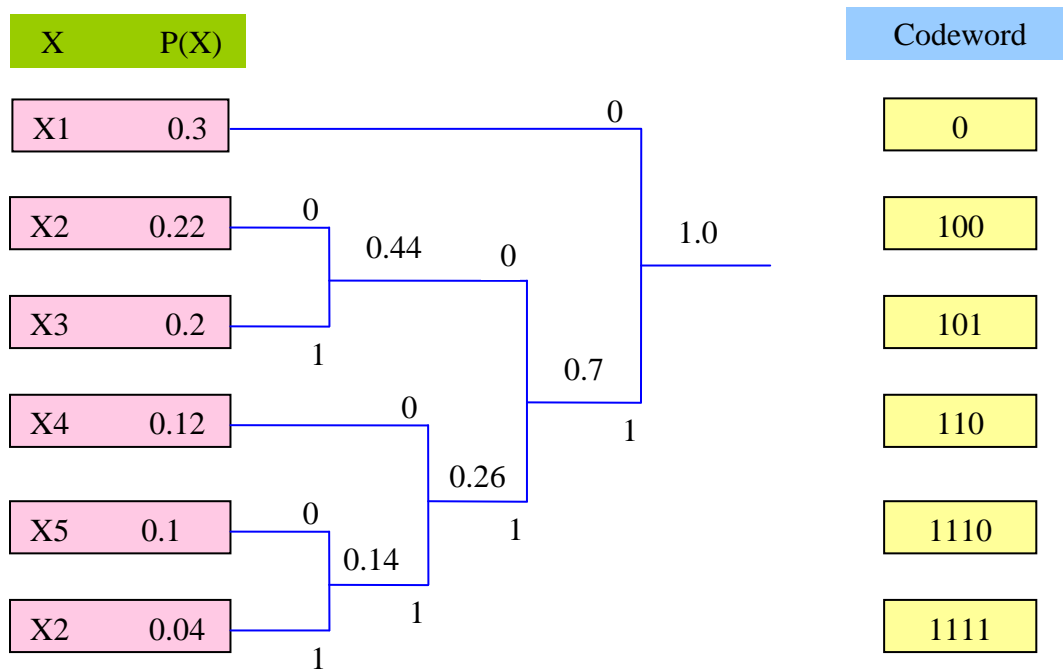 X P(X) Codeword
X1 0.3 0 0
X2 0.22 0 100
0.44 0 1.0
X3 0.2 1 101
0.7
X4 0.12 0 1 110
0.26
X5 0.1 0 1 1110
0.14
X2 0.04 1 1 1111